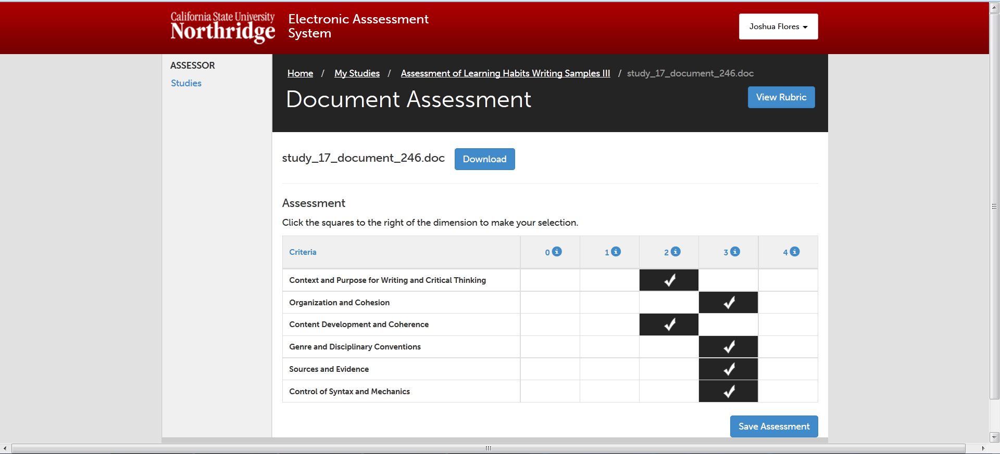 California State University
Northridge
Electronic Asssessment
System
Joshua Flores
ASSESSOR
Studies
Home / My Studies / Assessment of Learning Habits Writing Samples III / study_17_document_246.doc
Document Assessment
View Rubric
study_17_document_246.doc
Download
Assessment
Click the squares to the right of the dimension to make your selection.
Criteria 0 i 1 i 2 i 3 i 4 i
Context and Purpose for Writing and Critical Thinking
Organization and Cohesion
Content Development and Coherence
Genre and Disciplinary Conventions
Sources and Evidence
Control of Syntax and Mechanics
Save Assessment